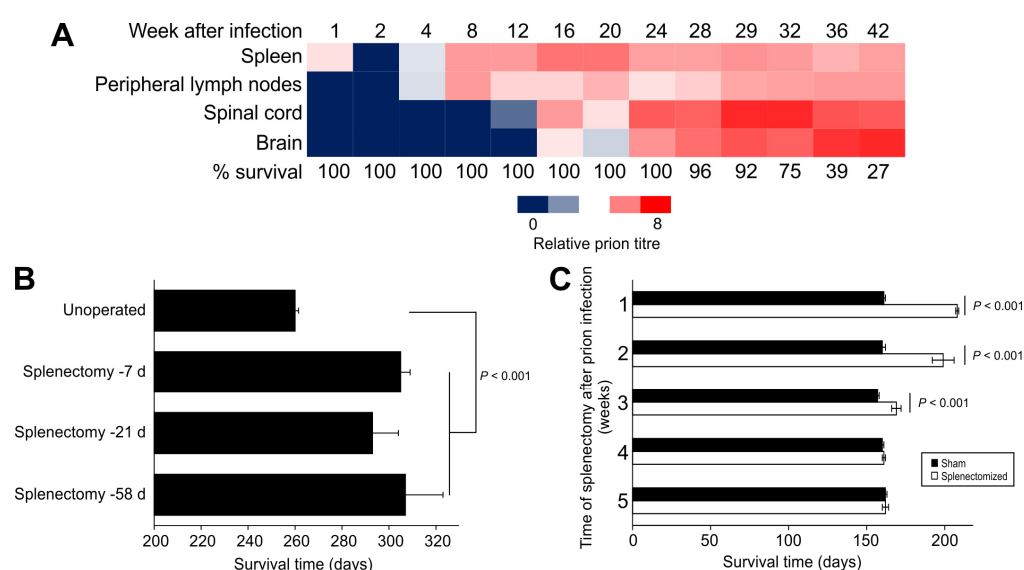 A
Week after infection 1 2 4 8 12 16 20 24 28 29 32 36 42
Spleen
Peripheral lymph nodes
Spinal cord
Brain
% survival 100 100 100 100 100 100 100 100 96 92 75 39 27
0 8
Relative prion titre
B
Unoperated
Splenectomy -7 d
Splenectomy -21 d
Splenectomy -58 d
P < 0.001
200 220 240 260 280 300 320
Survival time (days)
C
Time of splenectomy after prion infection
(weeks)
1
P < 0.001
2
P < 0.001
3
P < 0.001
4
5
Sham
Splenectomized
0 50 100 150 200
Survival time (days)